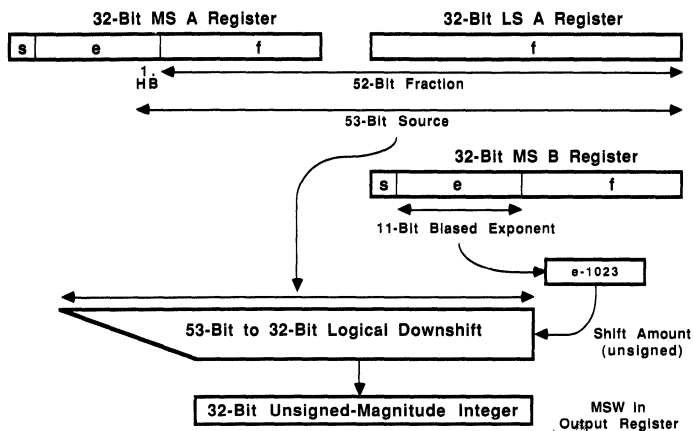 32-Bit MS A Register
32-Bit LS A Register
s e f
f
1.
HB
52-Bit Fraction
53-Bit Source
32-Bit MS B Register
s e f
11-Bit Biased Exponent
e-1023
53-Bit to 32-Bit Logical Downshift
Shift Amount
(unsigned)
32-Bit Unsigned-Magnitude Integer
MSW in
Output Register